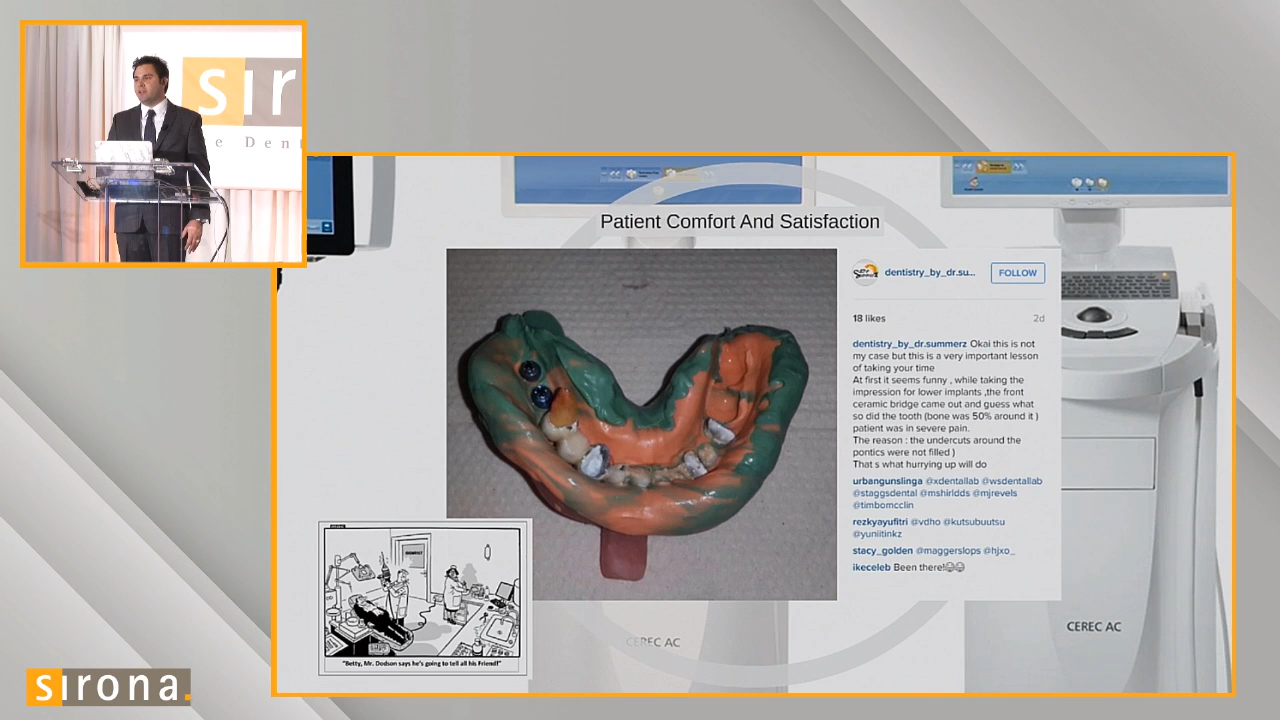 sır
e Dent
Patient Comfort And Satisfaction
dentistry_by_dr.su...
FOLLOW
18 likes
2d
dentistry_by_dr.summerz Okai this is not
my case but this is a very important lesson
of taking your time
At first it seems funny , while taking the
impression for lower implants ,the front
ceramic bridge came out and guess what
so did the tooth (bone was 50% around it )
patient was in severe pain.
The reason : the undercuts around the
pontics were not filled )
That s what hurrying up will do
urbangunslinga @xdentallab @wsdentallab
@staggsdental @mshirldds @mjrevels
@timbomcclin
rezkyayufitri @vdho @kutsubuutsu
@yuniitinkz
stacy_golden @maggerslops @hjxo_
ikeceleb Been there!😂😂
"Betty, Mr. Dodson says he's going to tell all his Friend!"
CEREC AC
CEREC AC
sırona.